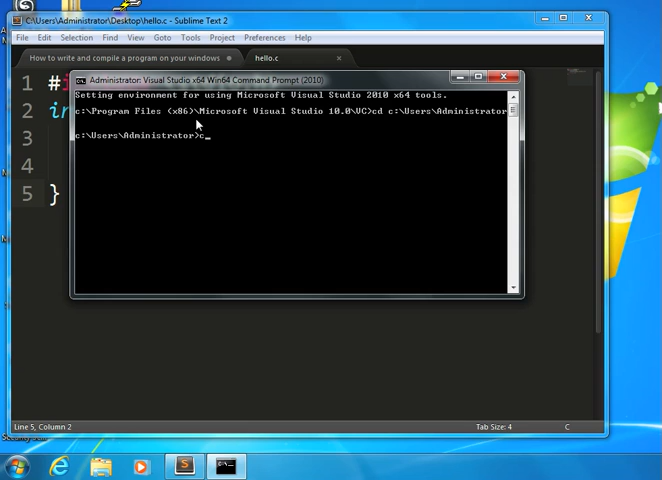 C:\Users\Administrator\Desktop\hello.c - Sublime Text 2
File Edit Selection Find View Goto Tools Project Preferences Help
How to write and compile a program on your windows
hello.c
1 #
2 in
3
4
5 }
Administrator: Visual Studio x64 Win64 Command Prompt (2010)
Setting environment for using Microsoft Visual Studio 2010 x64 tools.
c:\Program Files (x86)\Microsoft Visual Studio 10.0\VC>cd c:\Users\Administrator
c:\Users\Administrator>c_
Line 5, Column 2
Tab Size: 4
C